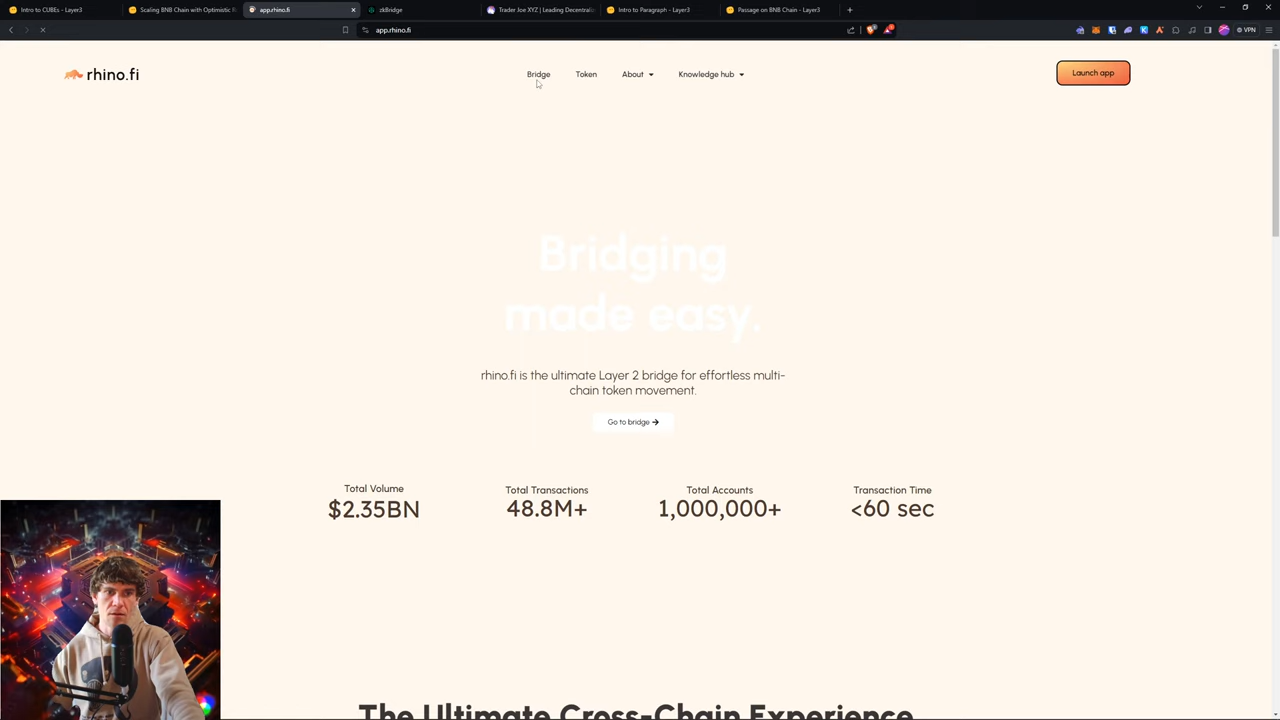 Intro to CUBEs - Layer3
Scaling BNB Chain with Optimistic R
app.rhino.fi
zkBridge
Trader Joe XYZ | Leading Decentrali
Intro to Paragraph - Layer3
Passage on BNB Chain - Layer3
app.rhino.fi
VPN
rhino.fi
Bridge
Token
About
Knowledge hub
Launch app
Bridging
made easy.
rhino.fi is the ultimate Layer 2 bridge for effortless multi-
chain token movement.
Go to bridge →
Total Volume
$2.35BN
Total Transactions
48.8M+
Total Accounts
1,000,000+
Transaction Time
<60 sec
The Ultimate Cross-Chain Experience